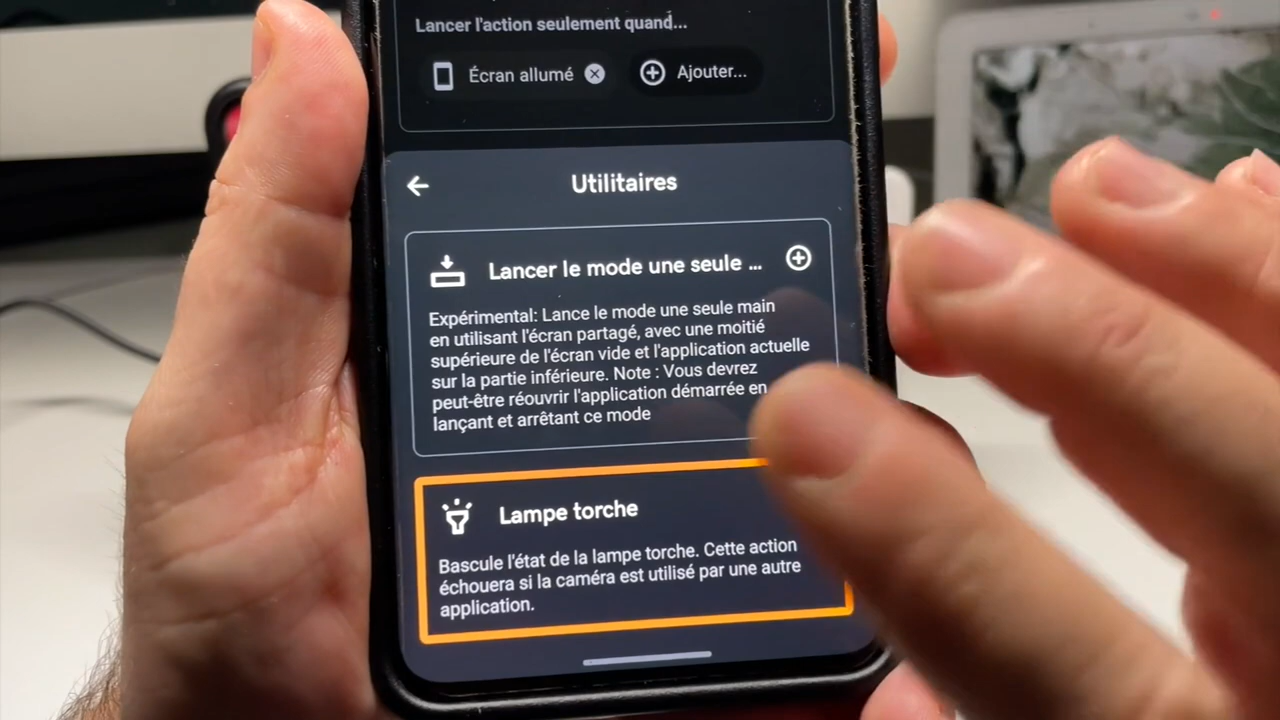 Lancer l'action seulement quand...
Écran allumé
Ajouter...
Utilitaires
Lancer le mode une seule ...
Expérimental: Lance le mode une seule main
en utilisant l'écran partagé, avec une moitié
supérieure de l'écran vide et l'application actuelle
sur la partie inférieure. Note : Vous devrez
peut-être réouvrir l'application démarrée en
lançant et arrêtant ce mode
Lampe torche
Bascule l'état de la lampe torche. Cette action
échouera si la caméra est utilisé par une autre
application.